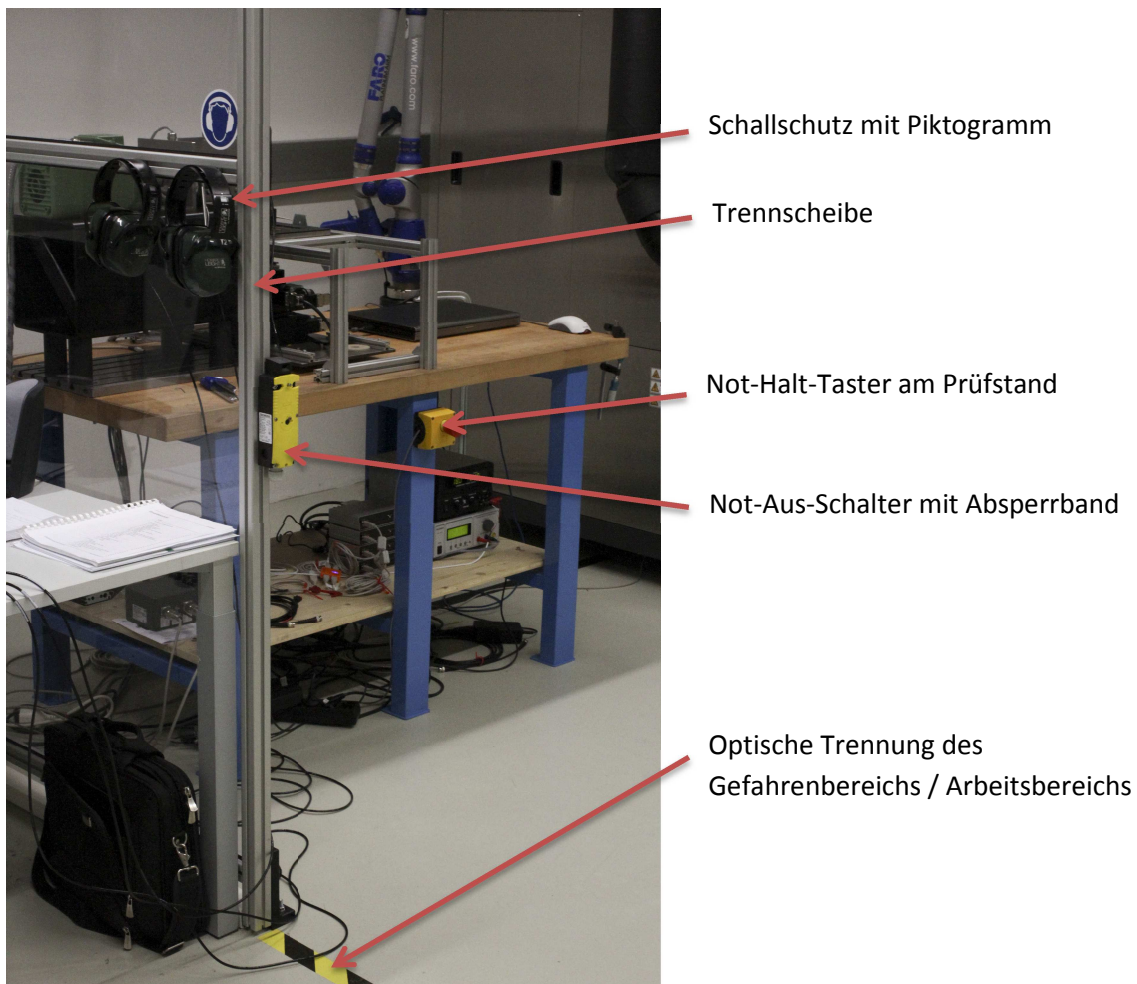 FARO
www.faro.com
Schallschutz mit Piktogramm
Trennscheibe
Not-Halt-Taster am Prüfstand
Not-Aus-Schalter mit Absperrband
Optische Trennung des
Gefahrenbereichs / Arbeitsbereichs